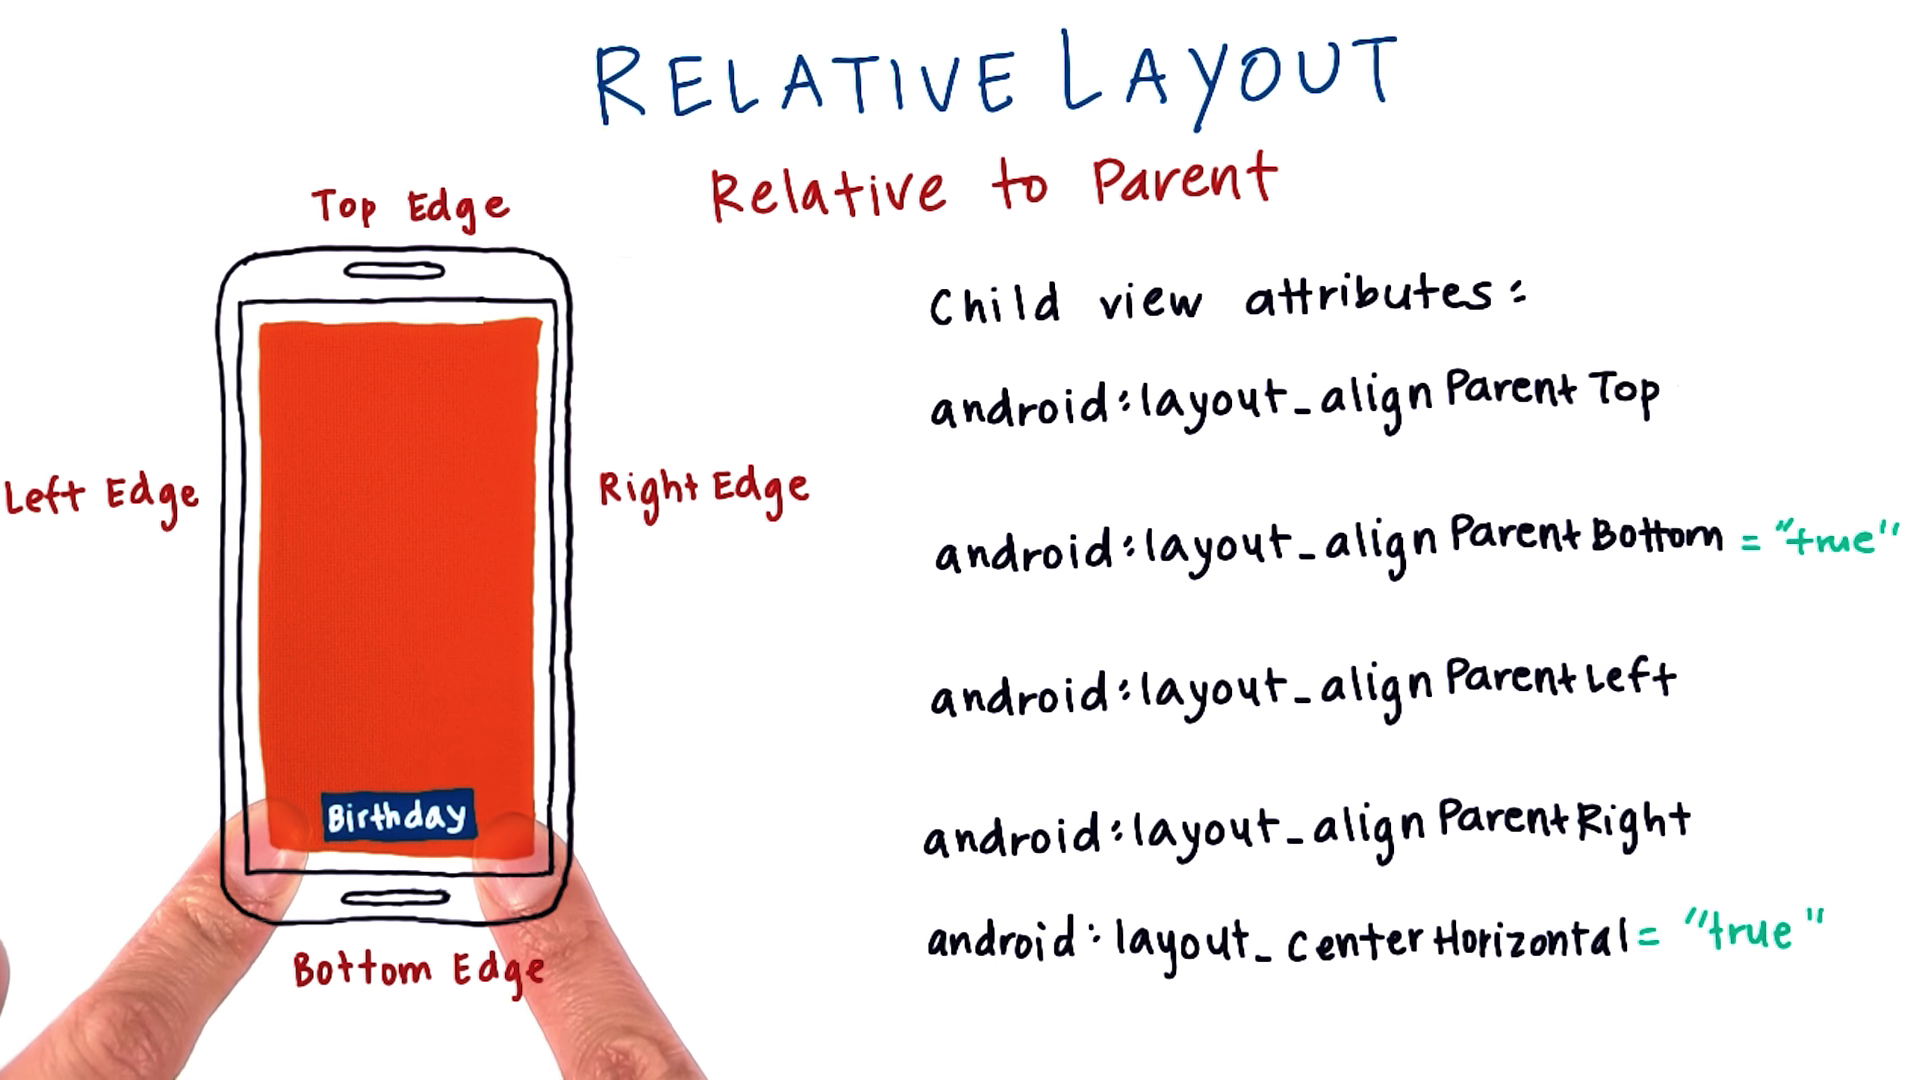 RELATIVE LAYOUT
Relative to Parent
Top Edge
Left Edge
Right Edge
Birthday
Bottom Edge
Child view attributes:
android:layout_alignParentTop
android:layout_alignParentBottom = "true"
android:layout_alignParentLeft
android:layout_alignParentRight
android:layout_centerHorizontal = "true"